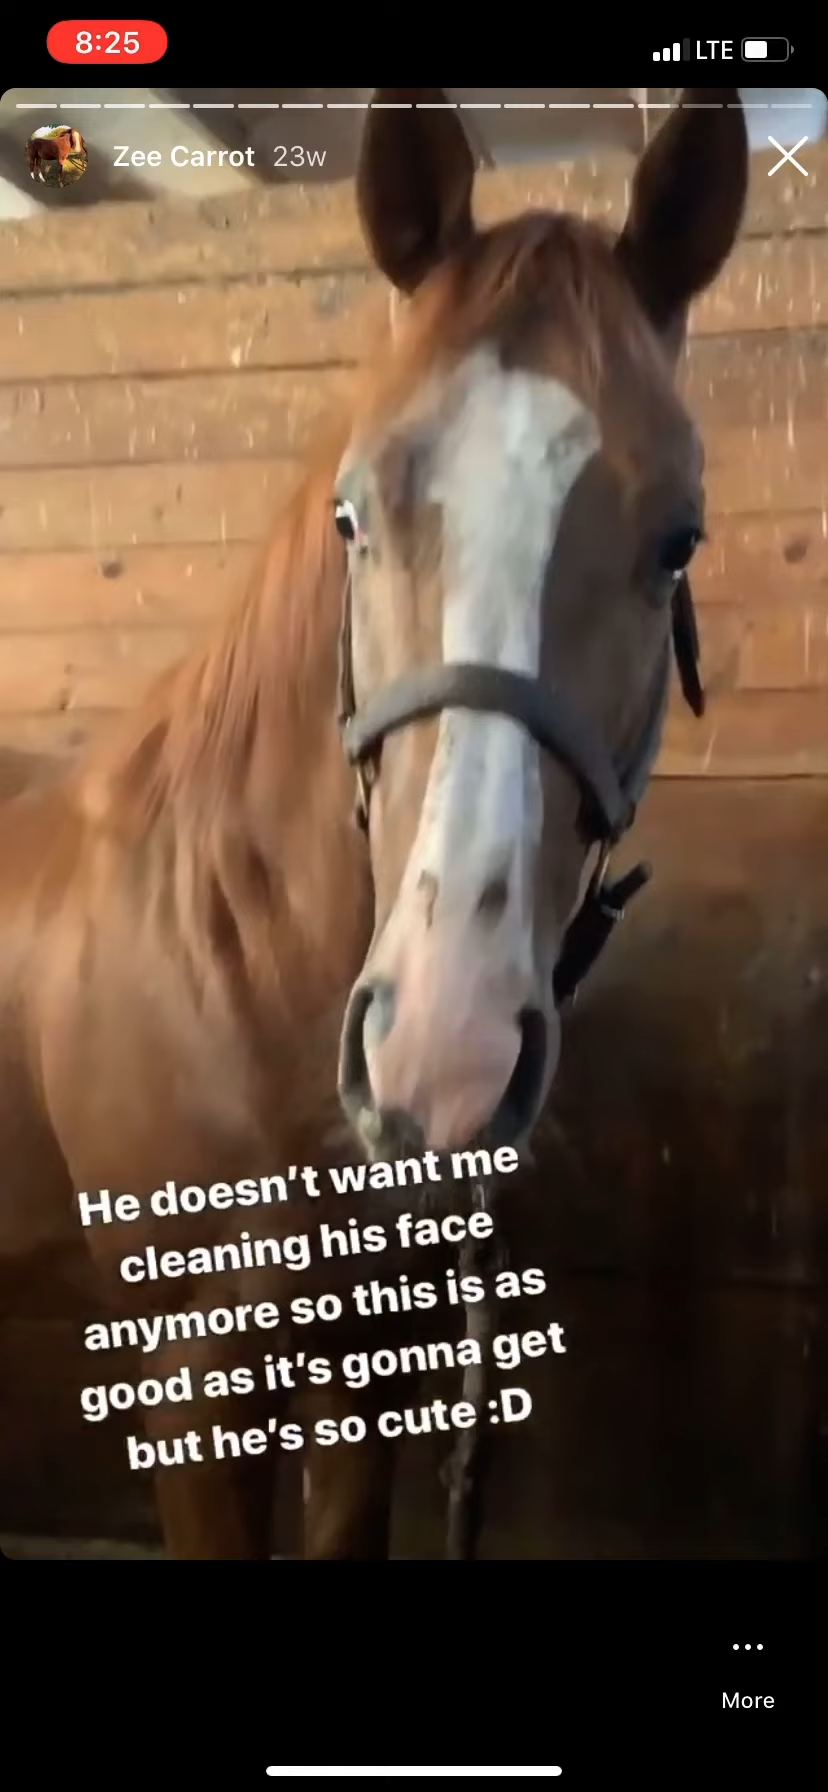 8:25 LTE
Zee Carrot 23w
He doesn't want me
cleaning his face
anymore so this is as
good as it's gonna get
but he's so cute :D
More